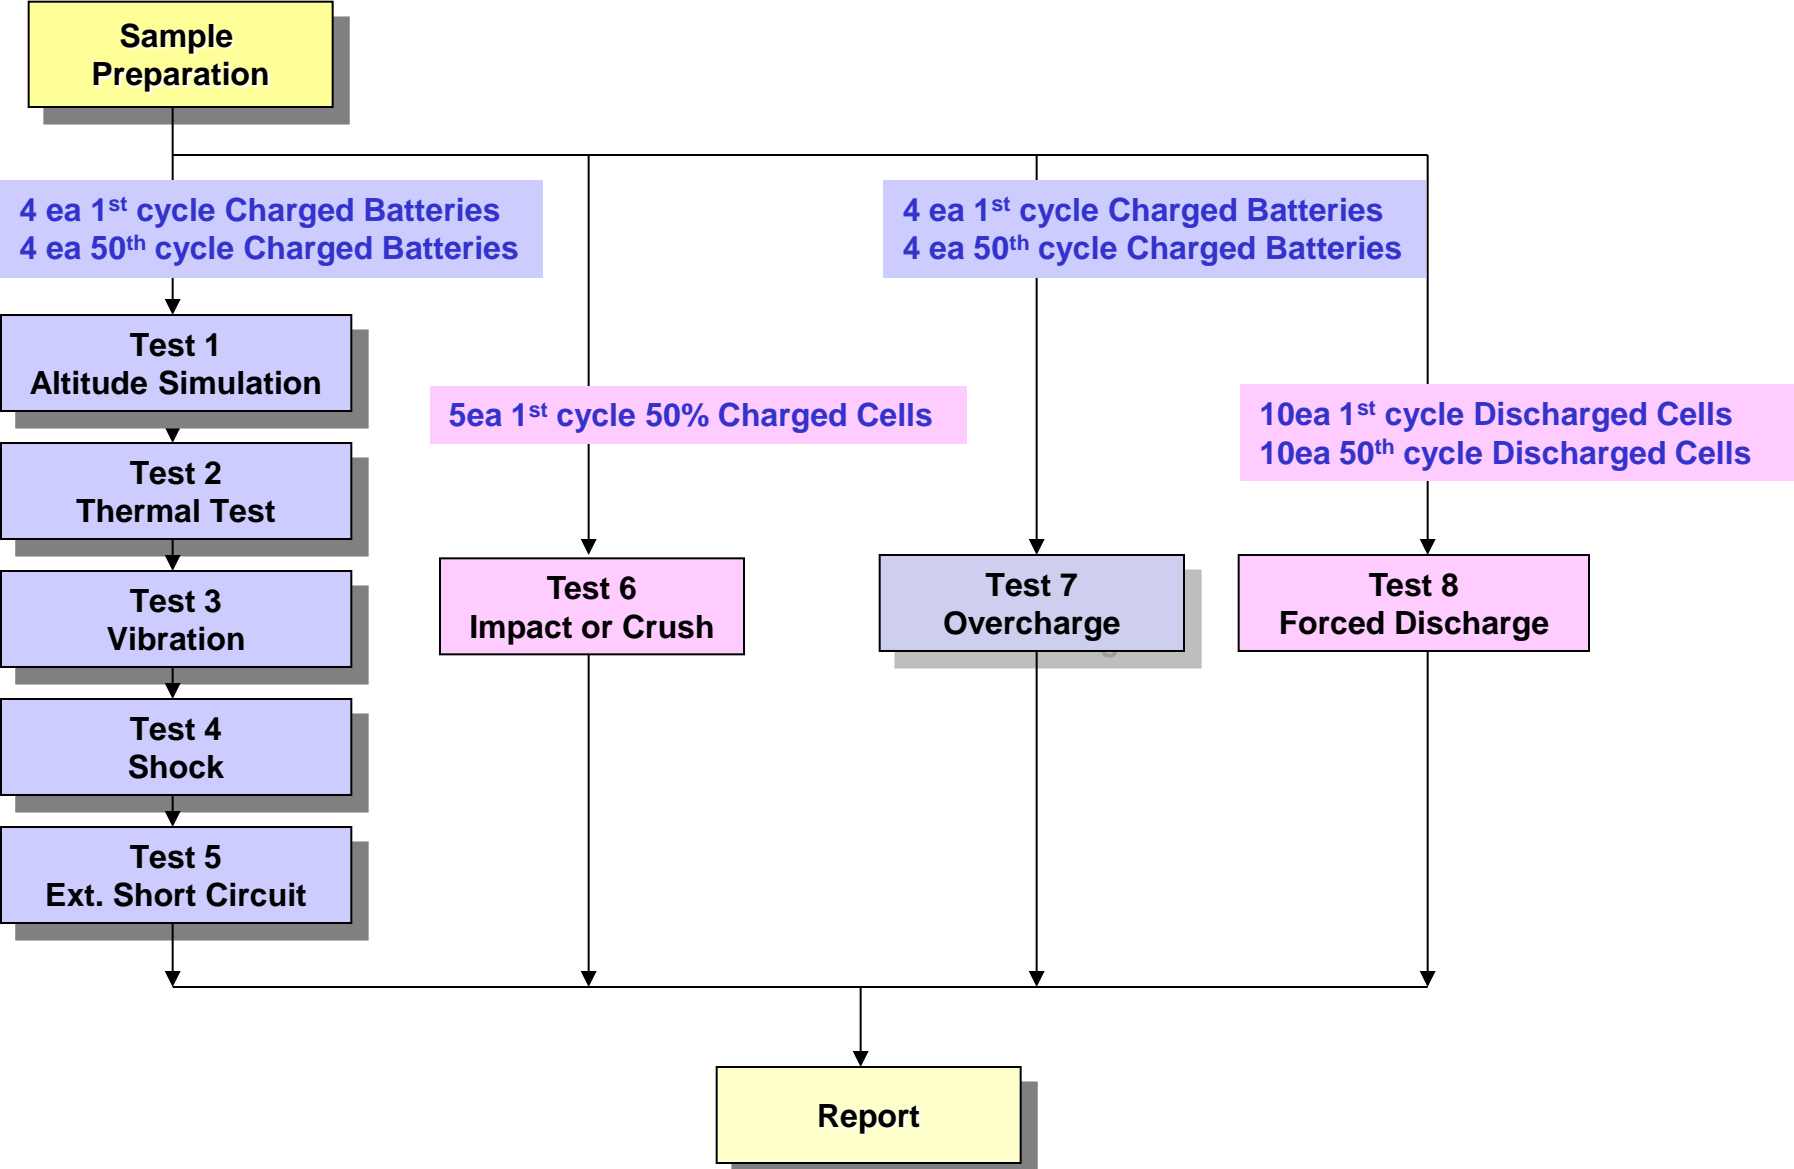 Sample
Preparation
4 ea 1st cycle Charged Batteries
4 ea 50th cycle Charged Batteries
4 ea 1st cycle Charged Batteries
4 ea 50th cycle Charged Batteries
Test 1
Altitude Simulation
5ea 1st cycle 50% Charged Cells
10ea 1st cycle Discharged Cells
10ea 50th cycle Discharged Cells
Test 2
Thermal Test
Test 3
Vibration
Test 6
Impact or Crush
Test 7
Overcharge
Test 8
Forced Discharge
Test 4
Shock
Test 5
Ext. Short Circuit
Report